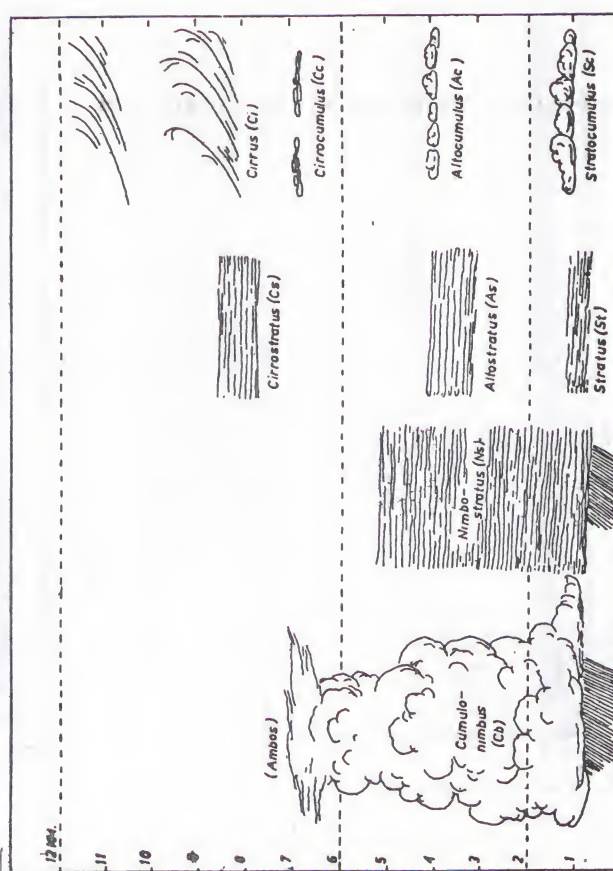 12 km.
11
10
9
8
7
6
5
4
3
2
1
(Ambos)
Cumulo-
nimbus
(Cb)
Nimbo-
stratus (Ns)
Cirrostratus (Cs)
Altostratus (As)
Stratus (St)
Cirrus (Ci)
Cirrocumulus (Cc)
Altocumulus (Ac)
Stratocumulus (Sc)